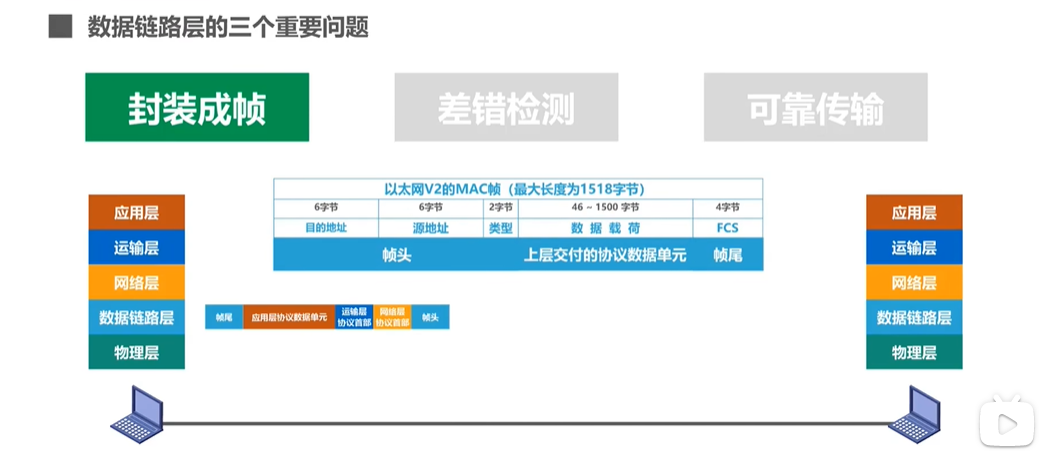 数据链路层的三个重要问题
封装成帧
差错检测
可靠传输
以太网V2的MAC帧（最大长度为1518字节）
6字节 6字节 2字节 46 ~ 1500 字节 4字节
目的地址 源地址 类型 数 据 载 荷 FCS
帧头 上层交付的协议数据单元 帧尾
应用层
运输层
网络层
数据链路层
物理层
帧尾 应用层协议数据单元 运输层 网络层 帧头
协议首部 协议首部
应用层
运输层
网络层
数据链路层
物理层